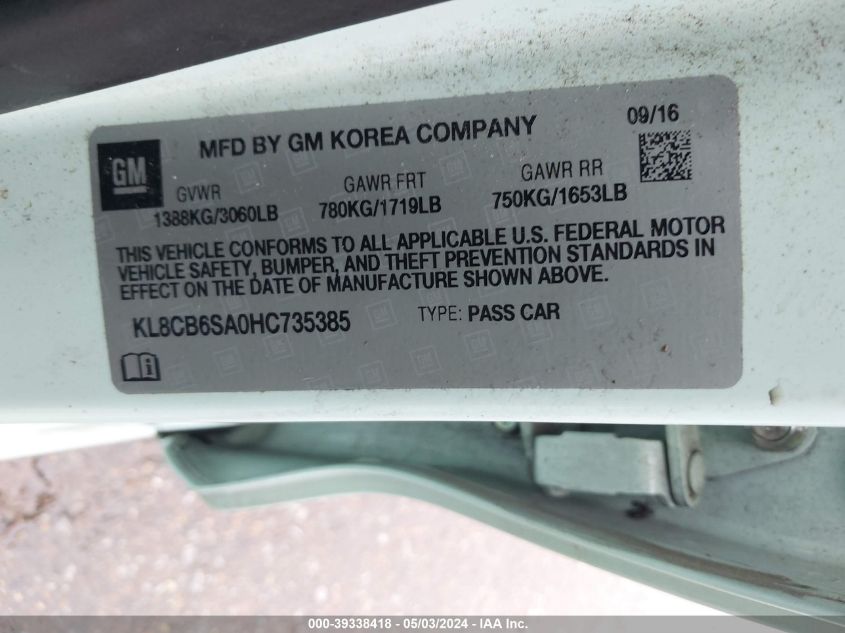 MFD BY GM KOREA COMPANY 09/16
GM
GVWR GAWR FRT GAWR RR
1388KG/3060LB 780KG/1719LB 750KG/1653LB
THIS VEHICLE CONFORMS TO ALL APPLICABLE U.S. FEDERAL MOTOR
VEHICLE SAFETY, BUMPER, AND THEFT PREVENTION STANDARDS IN
EFFECT ON THE DATE OF MANUFACTURE SHOWN ABOVE.
KL8CB6SA0HC735385 TYPE: PASS CAR
000-39338418 - 05/03/2024 - IAA Inc.